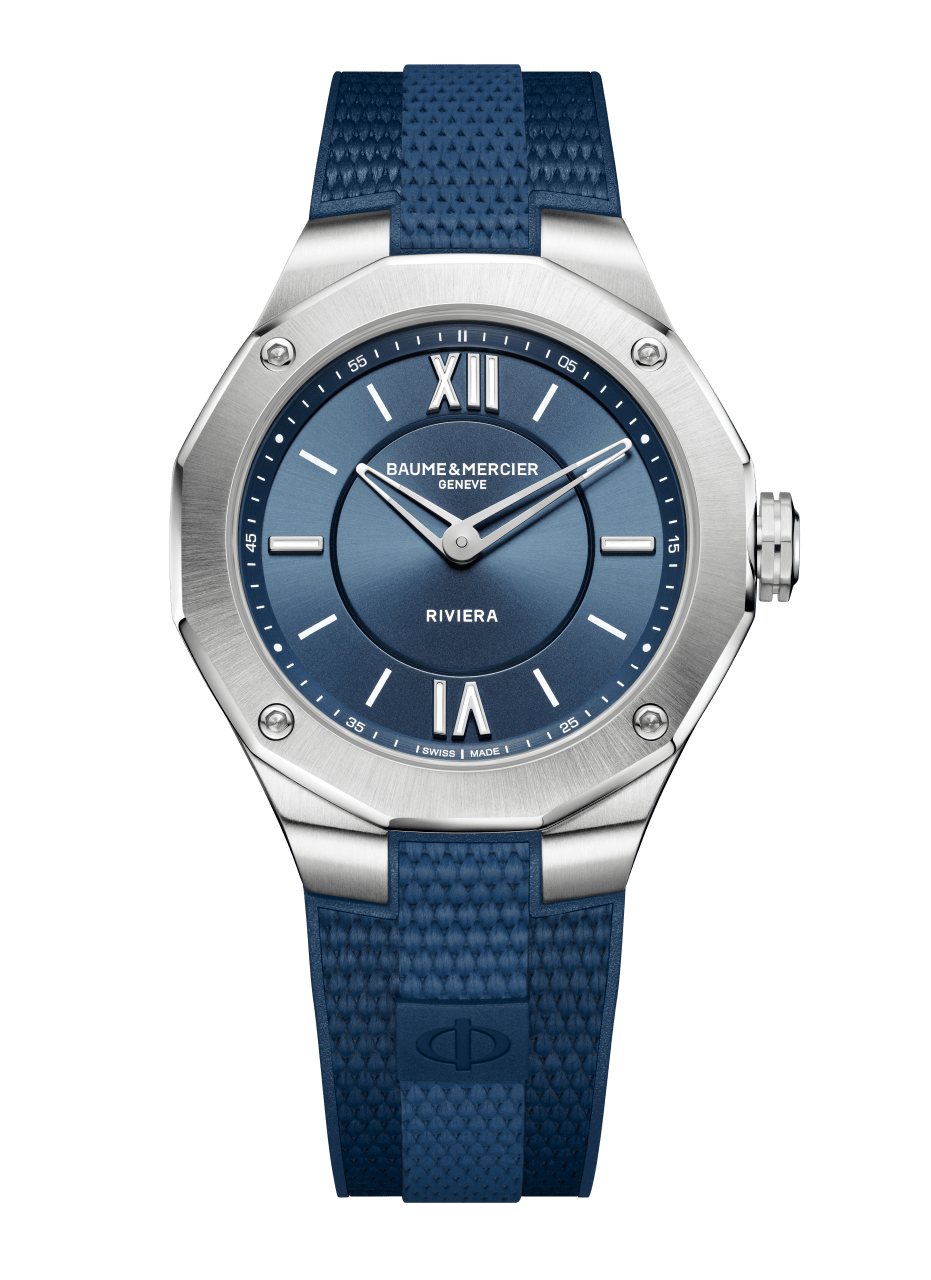 XII
55
05
BAUME & MERCIER
GENEVE
45
15
RIVIERA
VI
35
25
SWISS MADE